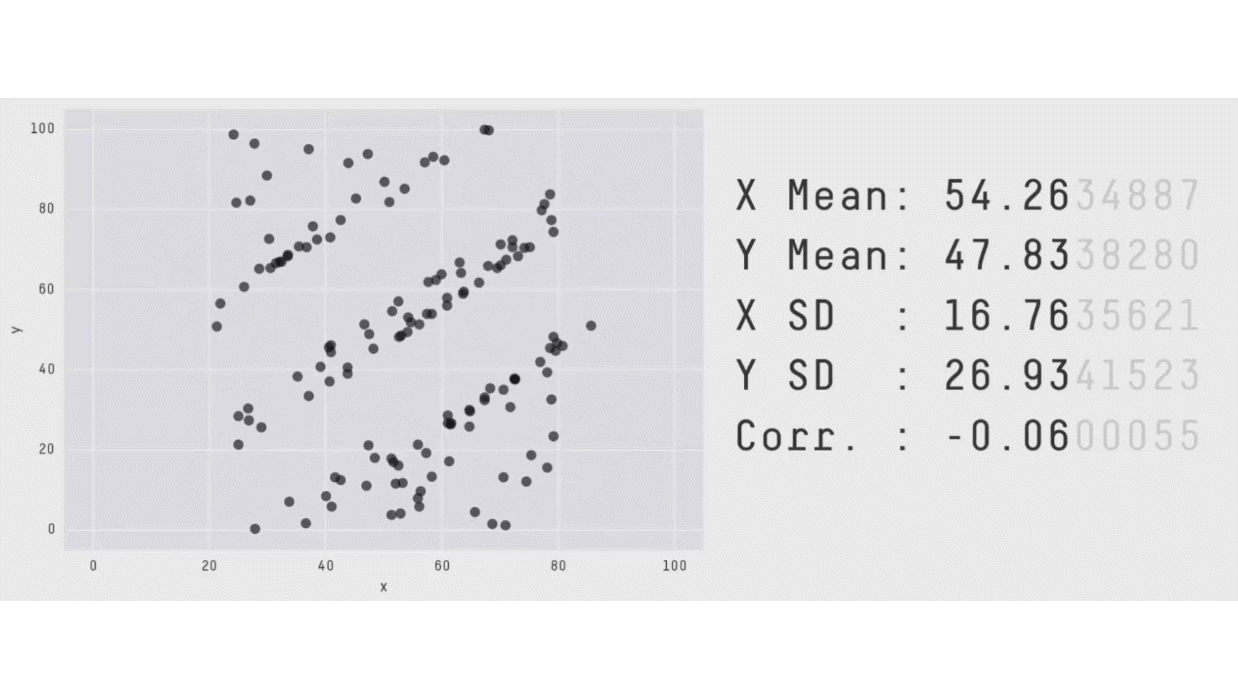 100
80
60
40
20
0
y
0 20 40 60 80 100
x
X Mean: 54.2634887
Y Mean: 47.8338280
X SD : 16.7635621
Y SD : 26.9341523
Corr. : -0.0600055